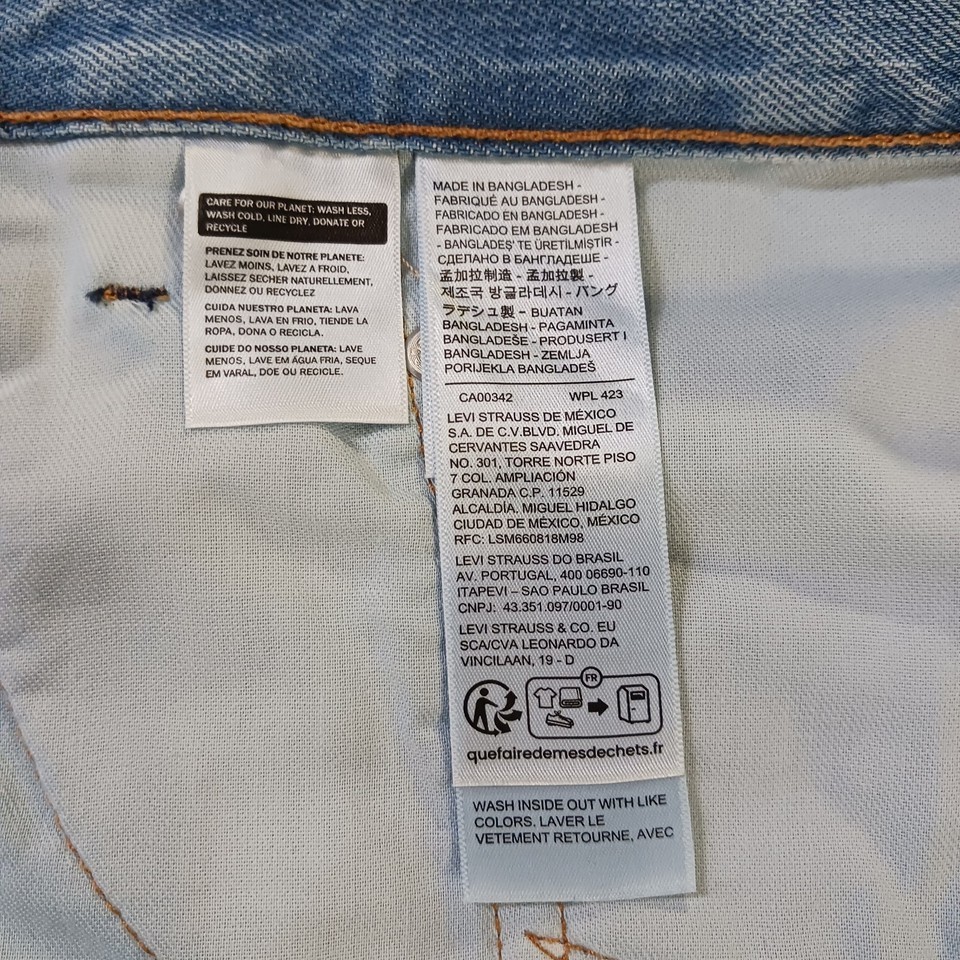 CARE FOR OUR PLANET: WASH LESS,
WASH COLD, LINE DRY, DONATE OR
RECYCLE
PRENEZ SOIN DE NOTRE PLANETE:
LAVEZ MOINS, LAVEZ A FROID,
LAISSEZ SECHER NATURELLEMENT,
DONNEZ OU RECYCLEZ
CUIDA NUESTRO PLANETA: LAVA
MENOS, LAVA EN FRIO, TIENDE LA
ROPA, DONA O RECICLA.
CUIDE DO NOSSO PLANETA: LAVE
MENOS, LAVE EM ÁGUA FRIA, SEQUE
EM VARAL, DOE OU RECICLE.
MADE IN BANGLADESH -
FABRIQUÉ AU BANGLADESH -
FABRICADO EN BANGLADESH -
FABRICADO EM BANGLADESH
- BANGLADEŞ' TE ÜRETİLMİŞTİR -
СДЕЛАНО В БАНГЛАДЕШЕ -
孟加拉制造 - 孟加拉製 -
제조국 방글라데시 - バング
ラデシュ製 - BUATAN
BANGLADESH - PAGAMINTA
BANGLADEŠE - PRODUSERT I
BANGLADESH - ZEMLJA
PORIJEKLA BANGLADEŠ
CA00342 WPL 423
LEVI STRAUSS DE MÉXICO
S.A. DE C.V.BLVD. MIGUEL DE
CERVANTES SAAVEDRA
NO. 301, TORRE NORTE PISO
7 COL. AMPLIACIÓN
GRANADA C.P. 11529
ALCALDÍA. MIGUEL HIDALGO
CIUDAD DE MÉXICO, MÉXICO
RFC: LSM660818M98
LEVI STRAUSS DO BRASIL
AV. PORTUGAL, 400 06690-110
ITAPEVI – SAO PAULO BRASIL
CNPJ: 43.351.097/0001-90
LEVI STRAUSS & CO. EU
SCA/CVA LEONARDO DA
VINCILAAN, 19 - D
FR
quefairedemesdechets.fr
WASH INSIDE OUT WITH LIKE
COLORS. LAVER LE
VETEMENT RETOURNE, AVEC